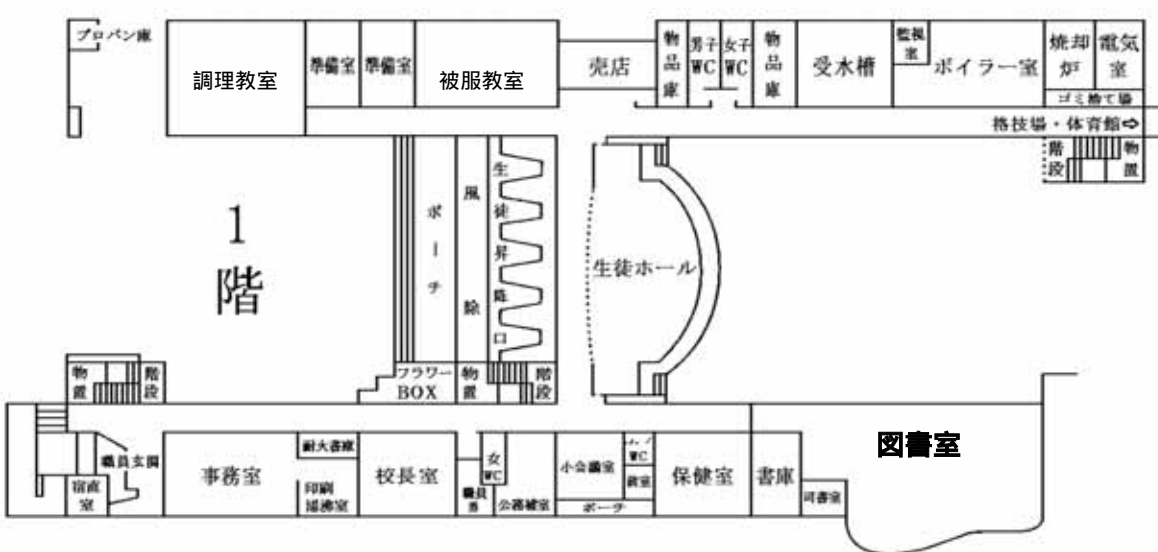 プロパン庫
調理教室
準備室
準備室
被服教室
売店
物品庫
男子WC
女子WC
物品庫
受水槽
監視室
ボイラー室
焼却炉
電気室
ゴミ捨て場
格技場・体育館⇨
階段
物置
1階
ポーチ
風除
生徒昇降口
生徒ホール
物置
階段
フラワーBOX
物置
階段
職員玄関
宿直室
事務室
耐火書庫
印刷湯沸室
校長室
女WC
職員男
公務補室
小会議室
WC
前室
ポーチ
保健室
書庫
司書室
図書室